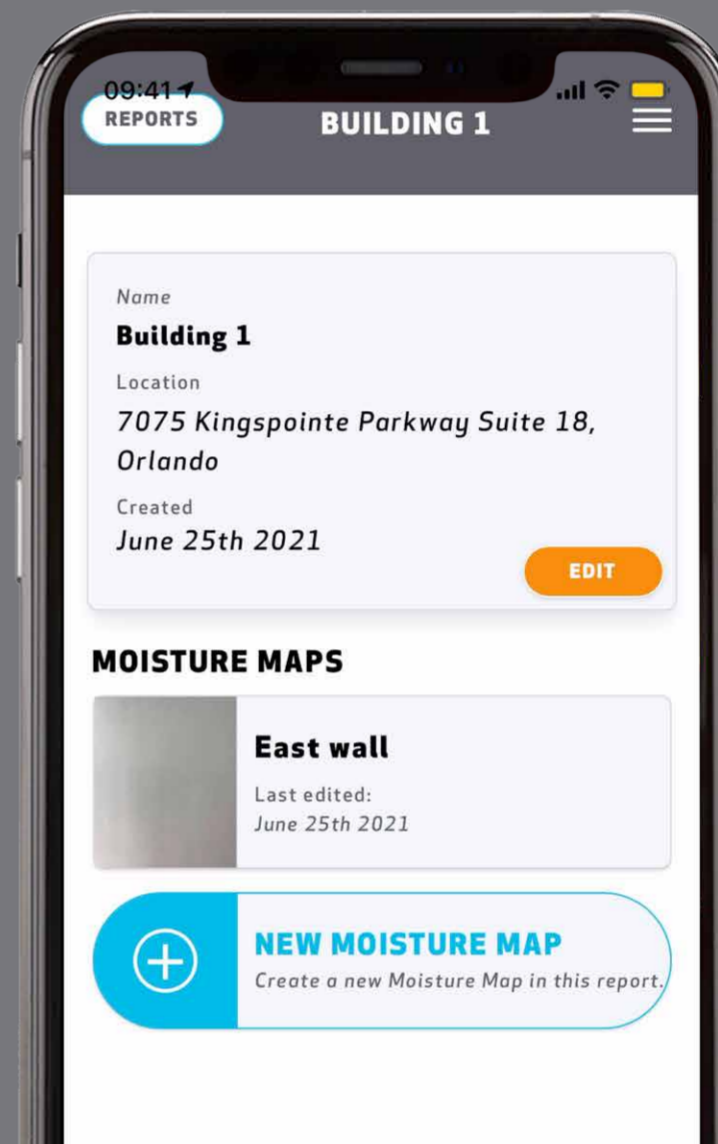 09:41
REPORTS
BUILDING 1
Name
Building 1
Location
7075 Kingspointe Parkway Suite 18,
Orlando
Created
June 25th 2021
EDIT
MOISTURE MAPS
East wall
Last edited:
June 25th 2021
NEW MOISTURE MAP
Create a new Moisture Map in this report.